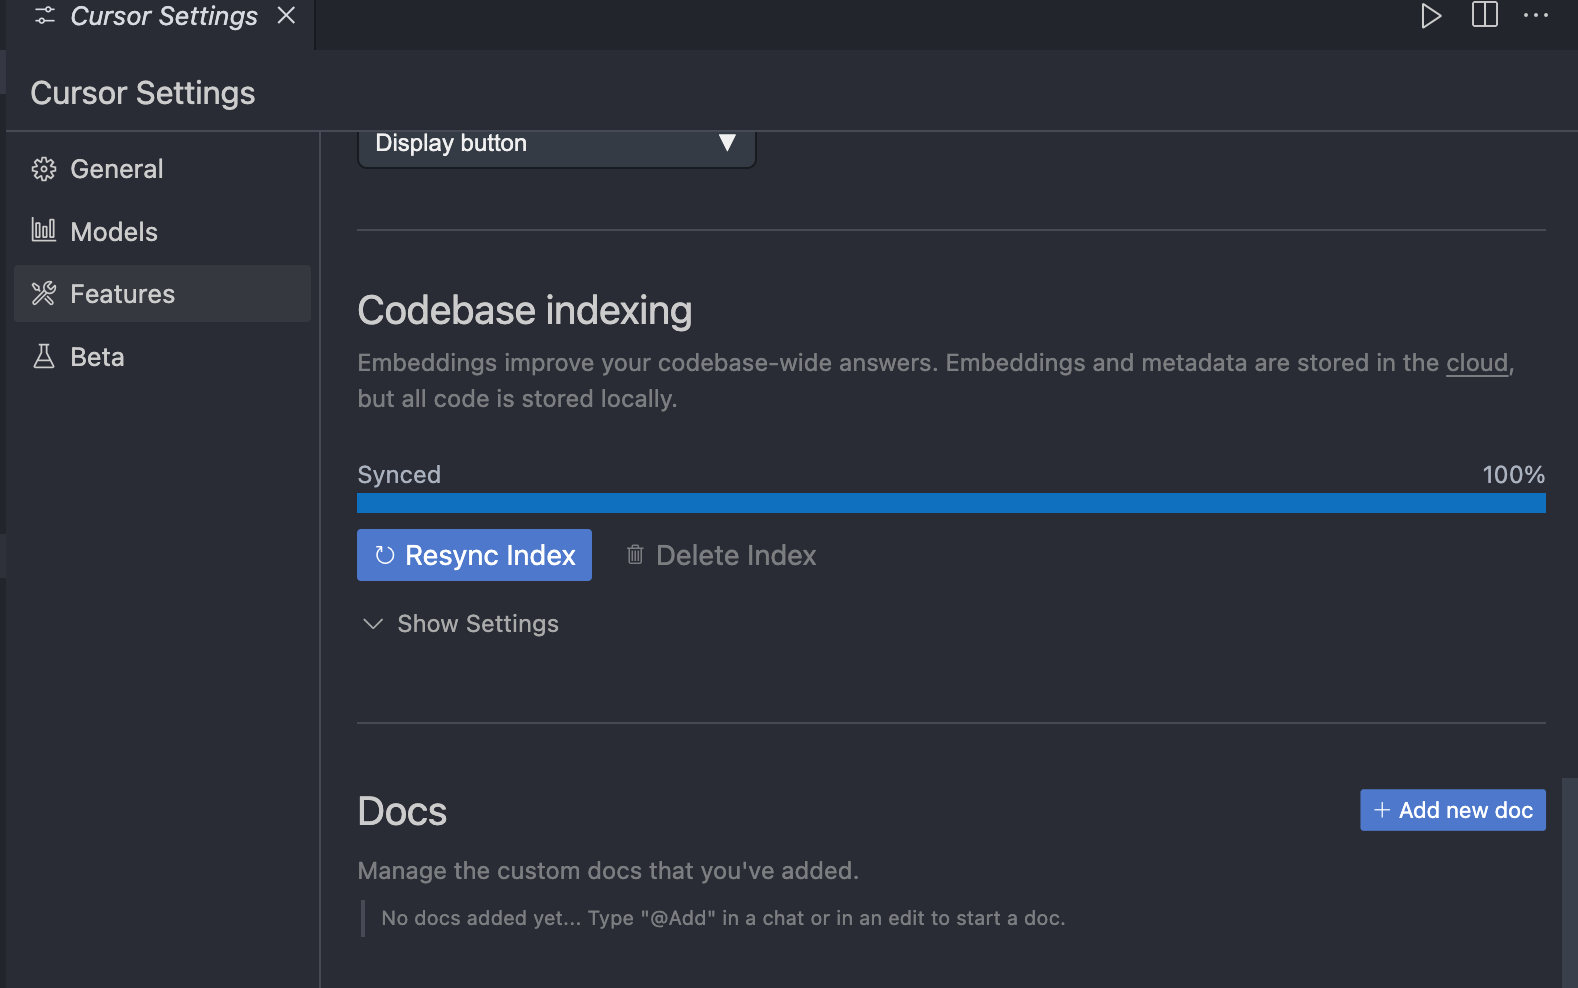 Cursor Settings
Cursor Settings
General
Models
Features
Beta
Display button
Codebase indexing
Embeddings improve your codebase-wide answers. Embeddings and metadata are stored in the cloud,
but all code is stored locally.
Synced 100%
Resync Index Delete Index
Show Settings
Docs + Add new doc
Manage the custom docs that you've added.
No docs added yet... Type "@Add" in a chat or in an edit to start a doc.